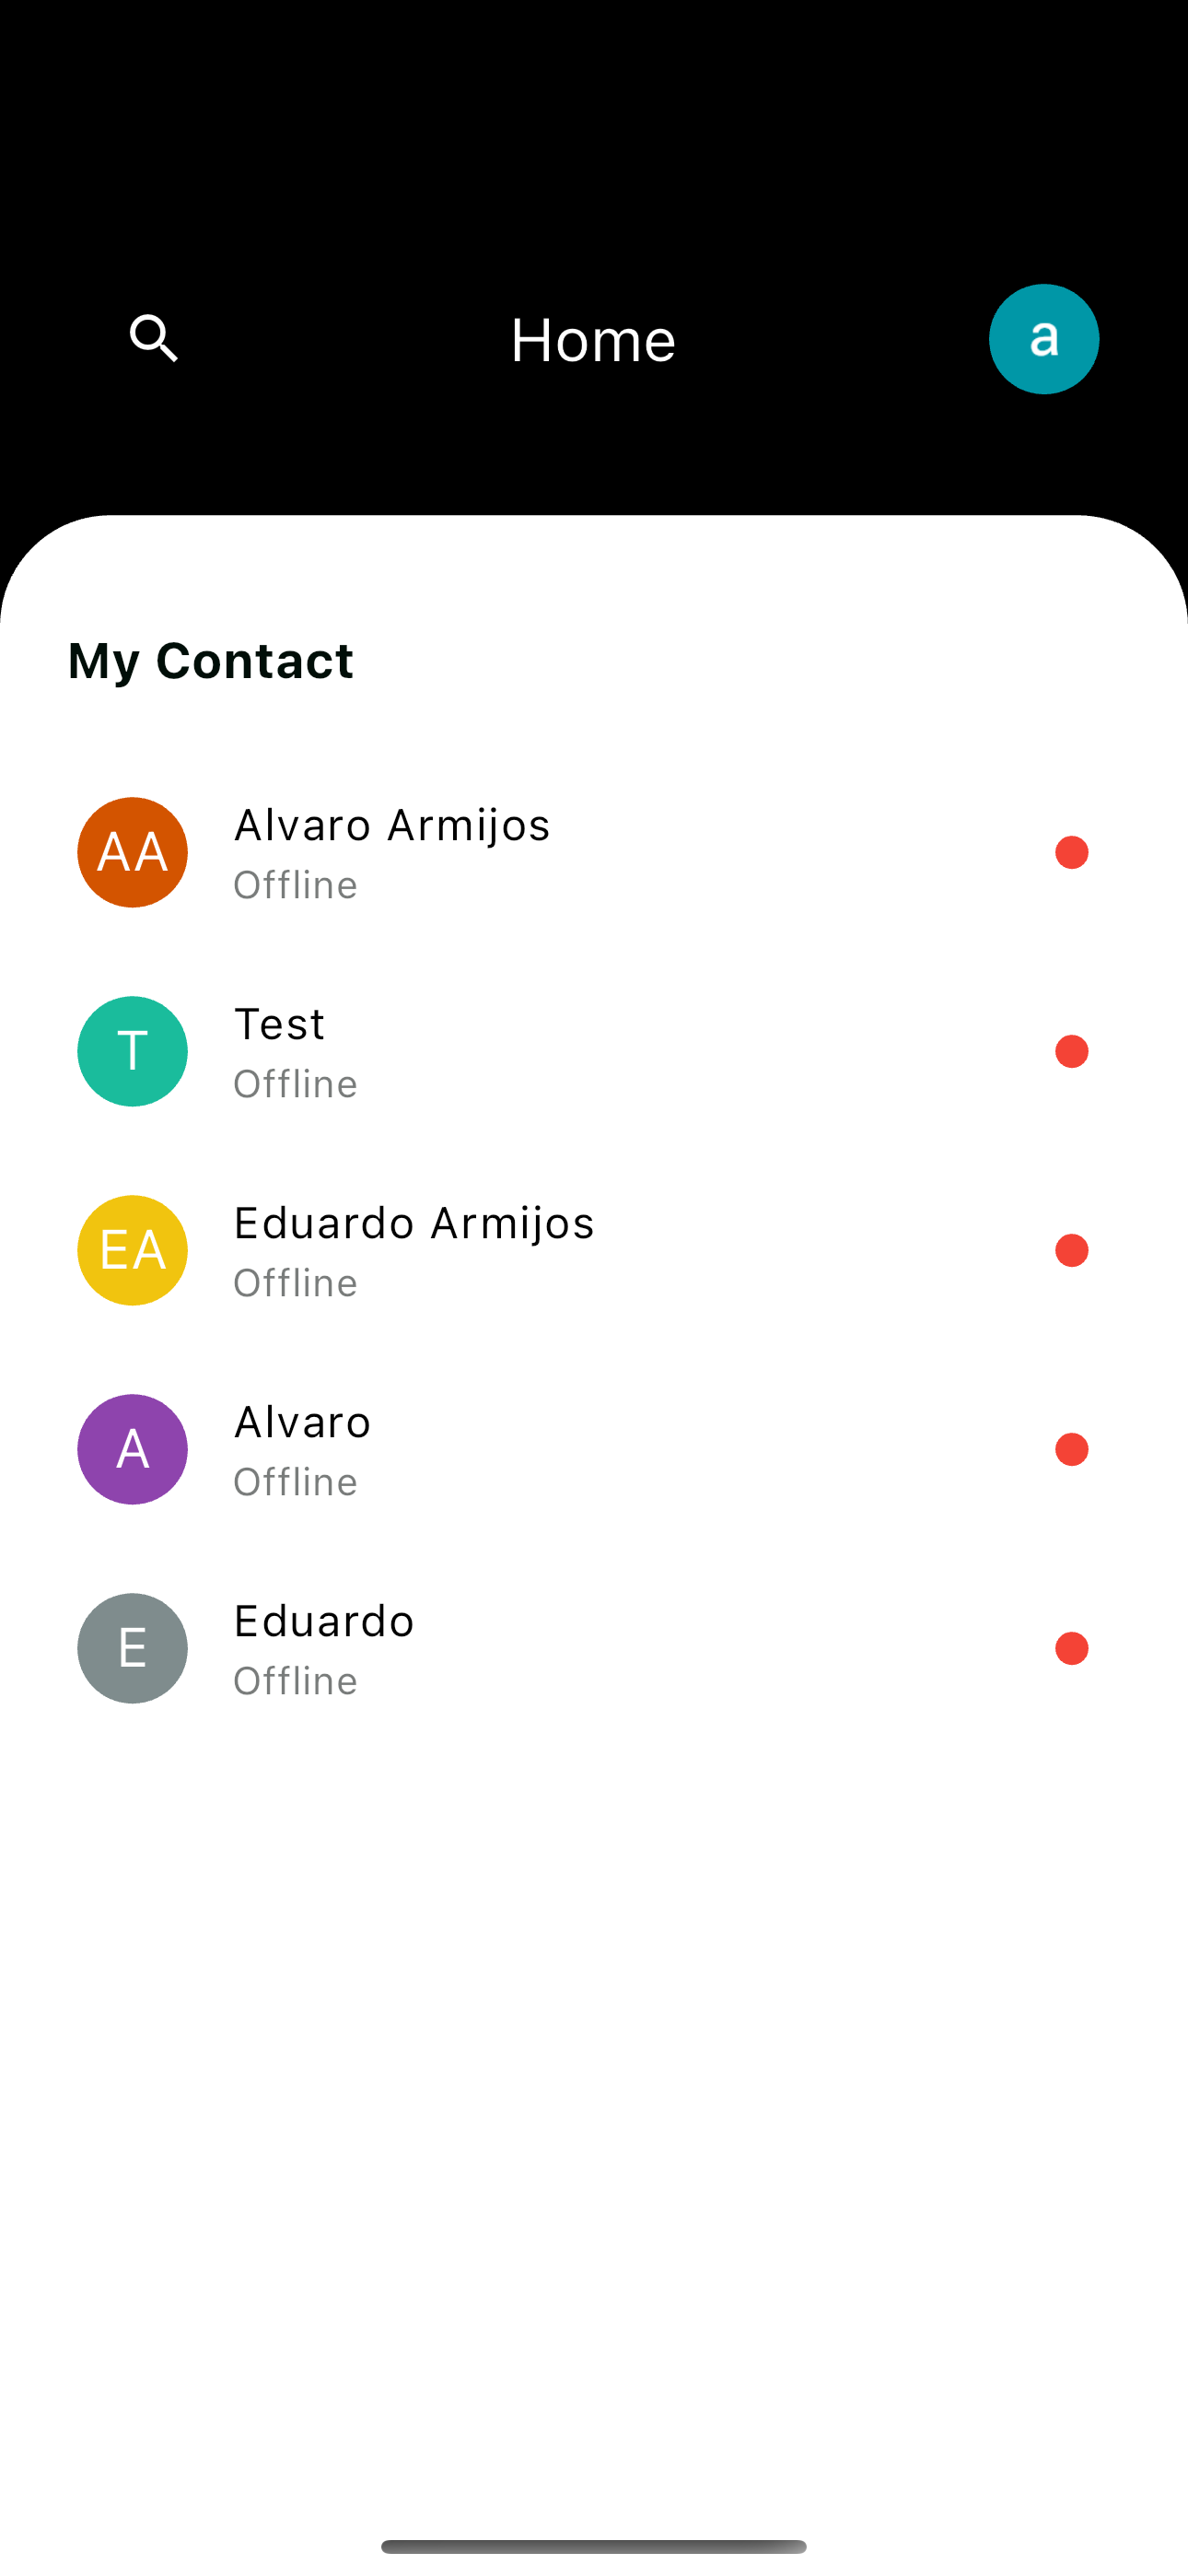 Home
a
My Contact
AA
Alvaro Armijos
Offline
T
Test
Offline
EA
Eduardo Armijos
Offline
A
Alvaro
Offline
E
Eduardo
Offline